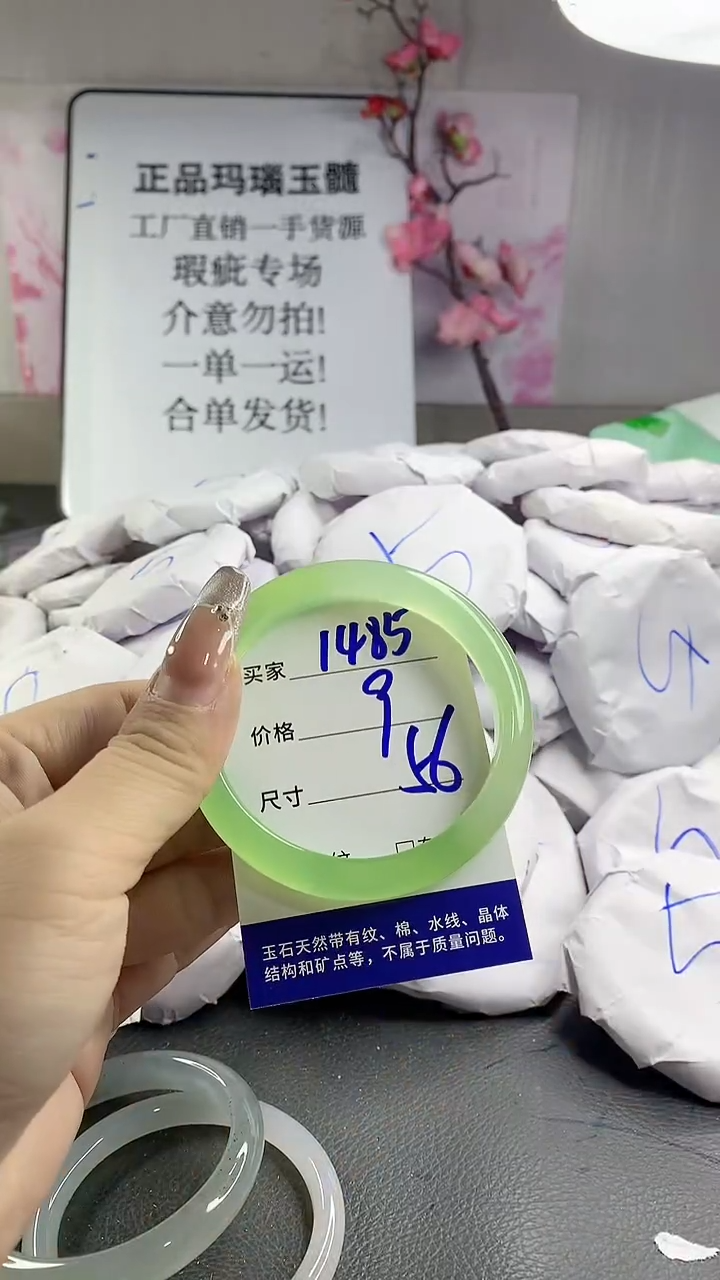 正品玛瑙玉髓
工厂直销一手货源
瑕疵专场
介意勿拍!
一单一运!
合单发货!
买家 1485
价格 9
尺寸 56
玉石天然带有纹、棉、水线、晶体
结构和矿点等，不属于质量问题。